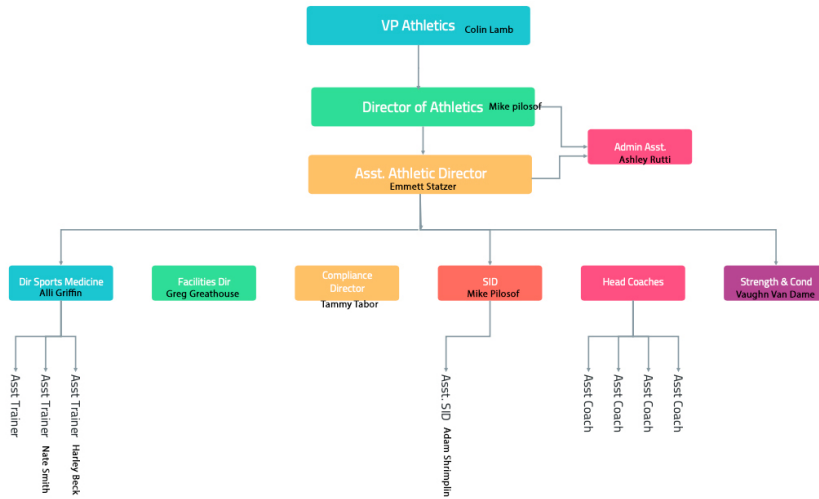 VP Athletics Colin Lamb
Director of Athletics Mike pilosof
Admin Asst.
Ashley Rutti
Asst. Athletic Director
Emmett Statzer
Dir Sports Medicine
Alli Griffin
Facilities Dir
Greg Greathouse
Compliance
Director
Tammy Tabor
SID
Mike Pilosof
Head Coaches
Strength & Cond
Vaughn Van Dame
Asst Trainer
Asst Trainer Nate Smith
Asst Trainer Harley Beck
Asst. SID Adam Shrimplin
Asst Coach
Asst Coach
Asst Coach
Asst Coach